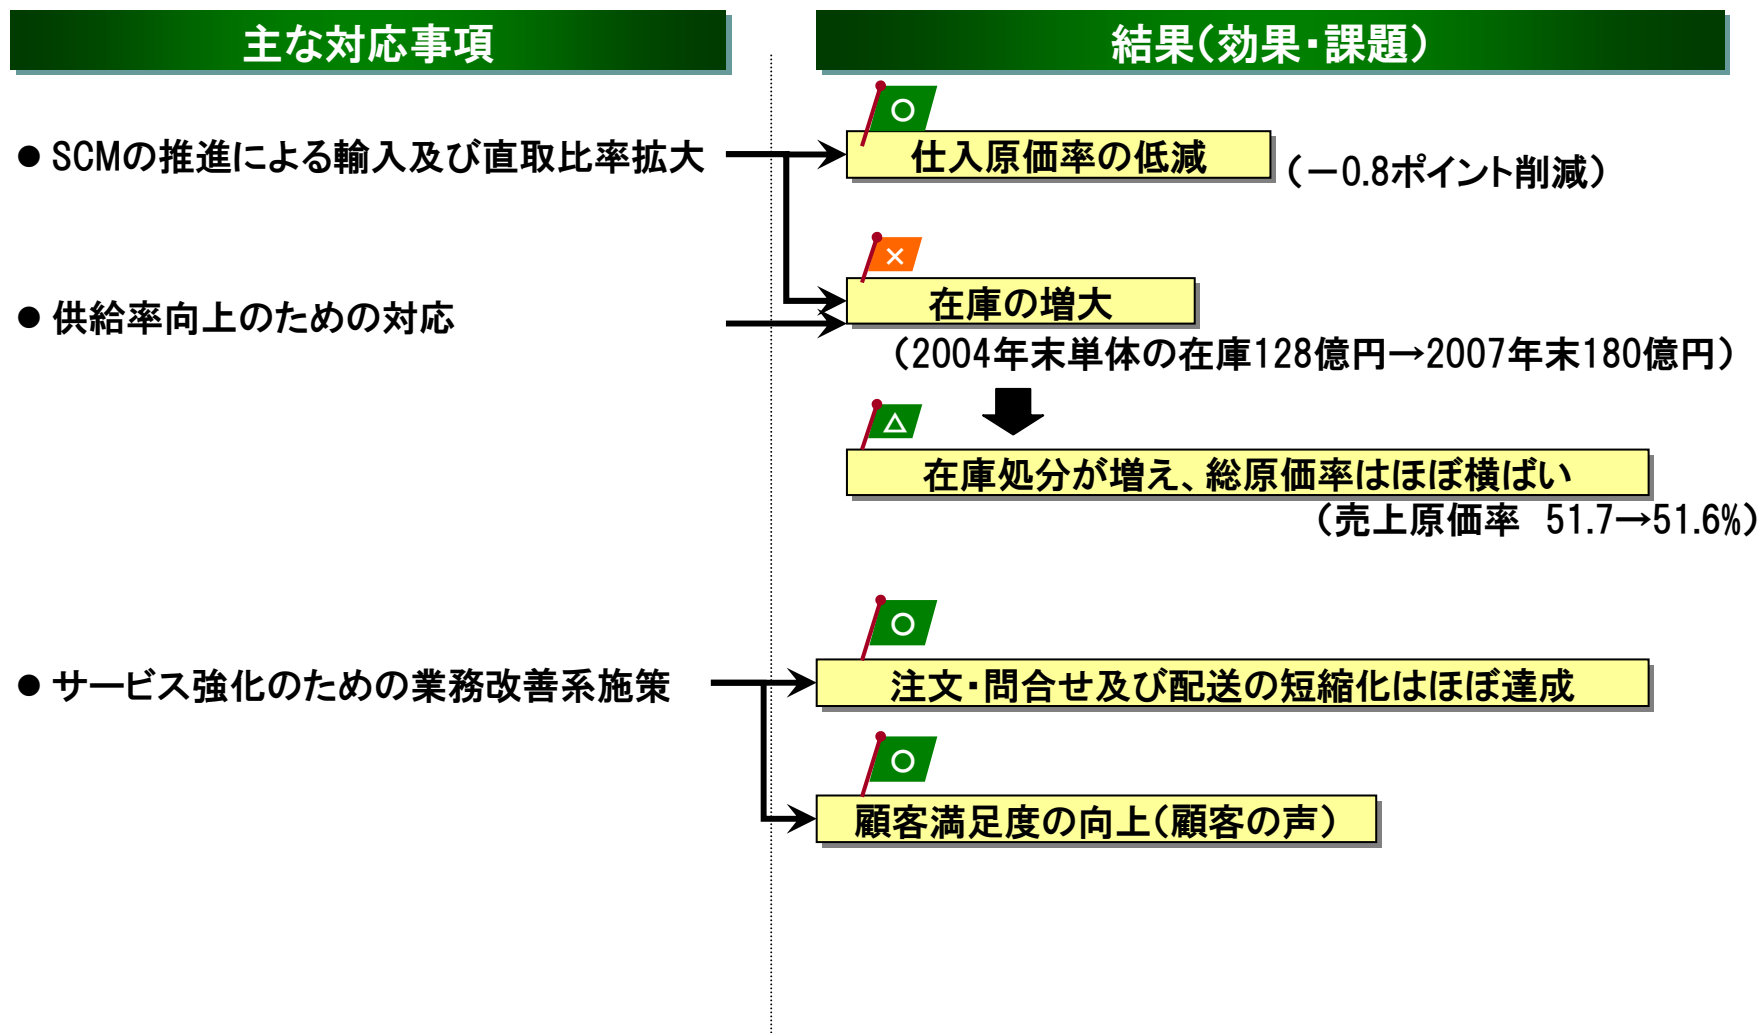 主な対応事項
結果(効果・課題)
○
● SCMの推進による輸入及び直取比率拡大
仕入原価率の低減
(－0.8ポイント削減)
×
在庫の増大
● 供給率向上のための対応
(2004年末単体の在庫128億円→2007年末180億円)
△
在庫処分が増え、総原価率はほぼ横ばい
(売上原価率　51.7→51.6%)
○
● サービス強化のための業務改善系施策
注文・問合せ及び配送の短縮化はほぼ達成
○
顧客満足度の向上(顧客の声)